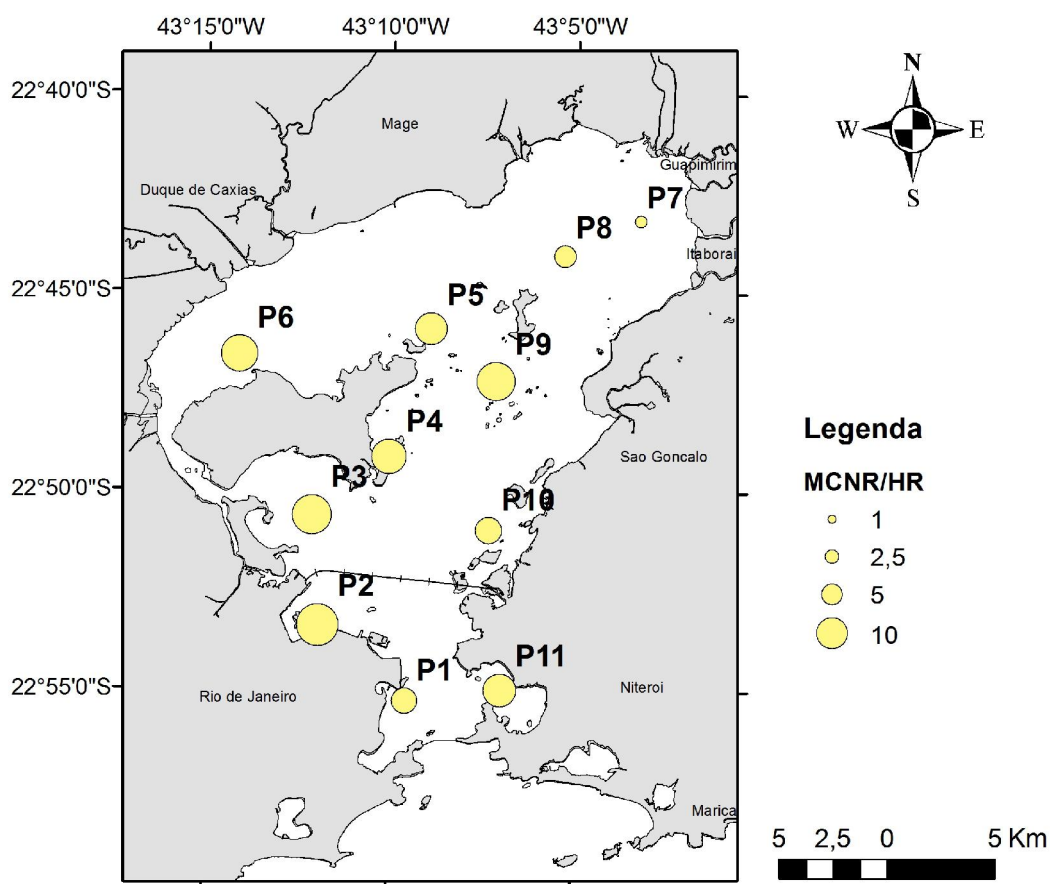 43°15'0"W 43°10'0"W 43°5'0"W
22°40'0"S
N
W E
S
Mage
Guapimirim
Duque de Caxias
P7
P8
Itaborai
22°45'0"S
P5
P6
P9
P4
Legenda
Sao Goncalo
P3
MCNR/HR
22°50'0"S
P10
1
2,5
P2
5
10
P1
P11
22°55'0"S
Rio de Janeiro
Niteroi
Marica
5 2,5 0 5 Km